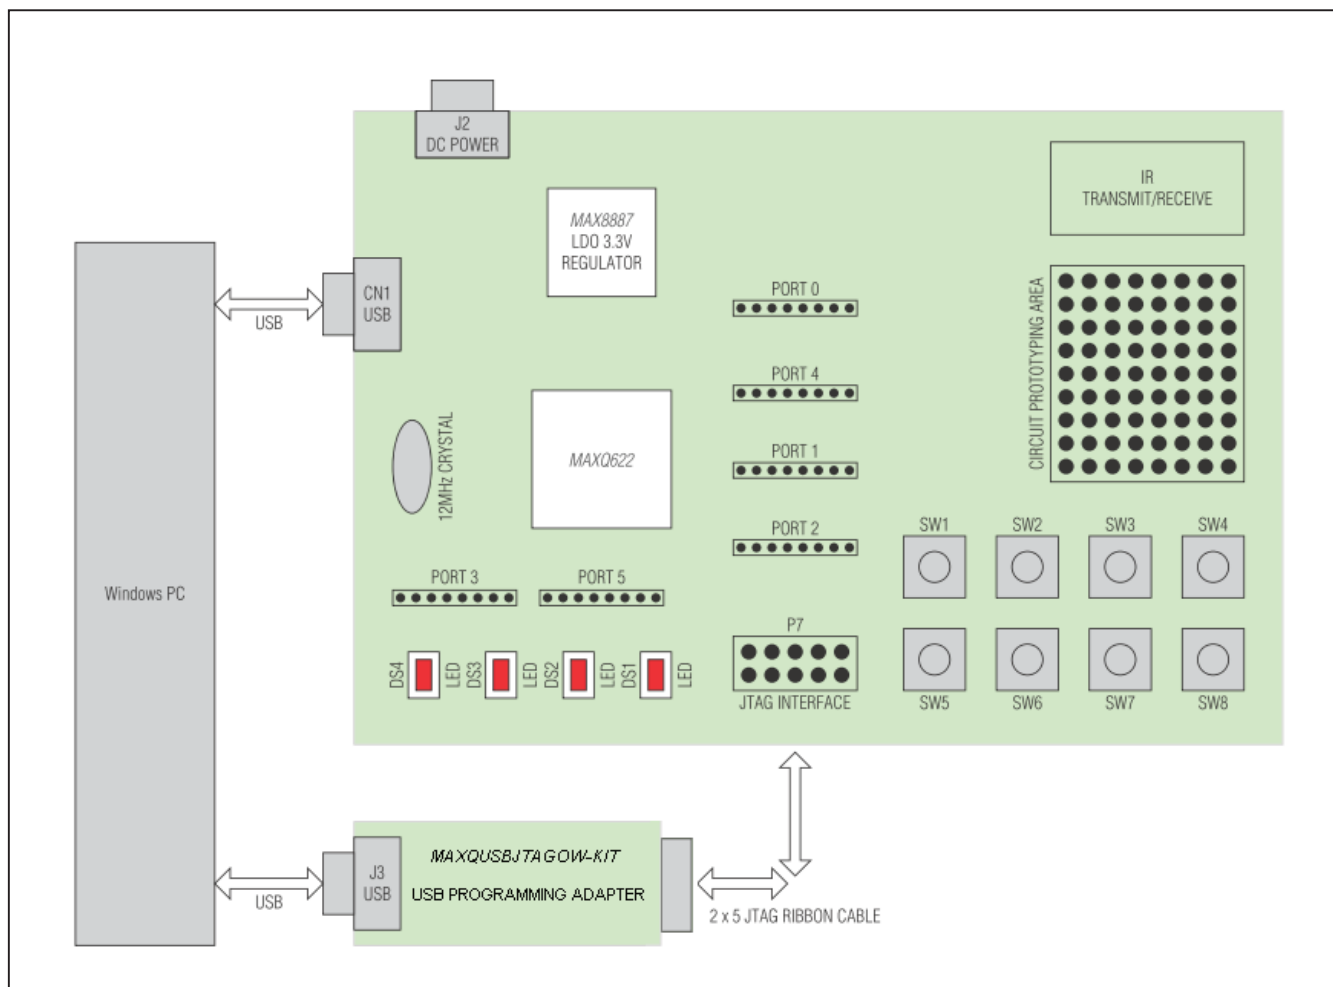 J2
DC POWER
IR
TRANSMIT/RECEIVE
MAX8887
LDO 3.3V
REGULATOR
CN1
USB
USB
PORT 0
CIRCUIT PROTOTYPING AREA
PORT 4
12MHz CRYSTAL
MAXQ622
PORT 1
PORT 2
SW1
SW2
SW3
SW4
Windows PC
PORT 3
PORT 5
P7
DS4
LED
DS3
LED
DS2
LED
DS1
LED
JTAG INTERFACE
SW5
SW6
SW7
SW8
J3
USB
USB
MAXQUSBJTAGOW-KIT
USB PROGRAMMING ADAPTER
2 x 5 JTAG RIBBON CABLE